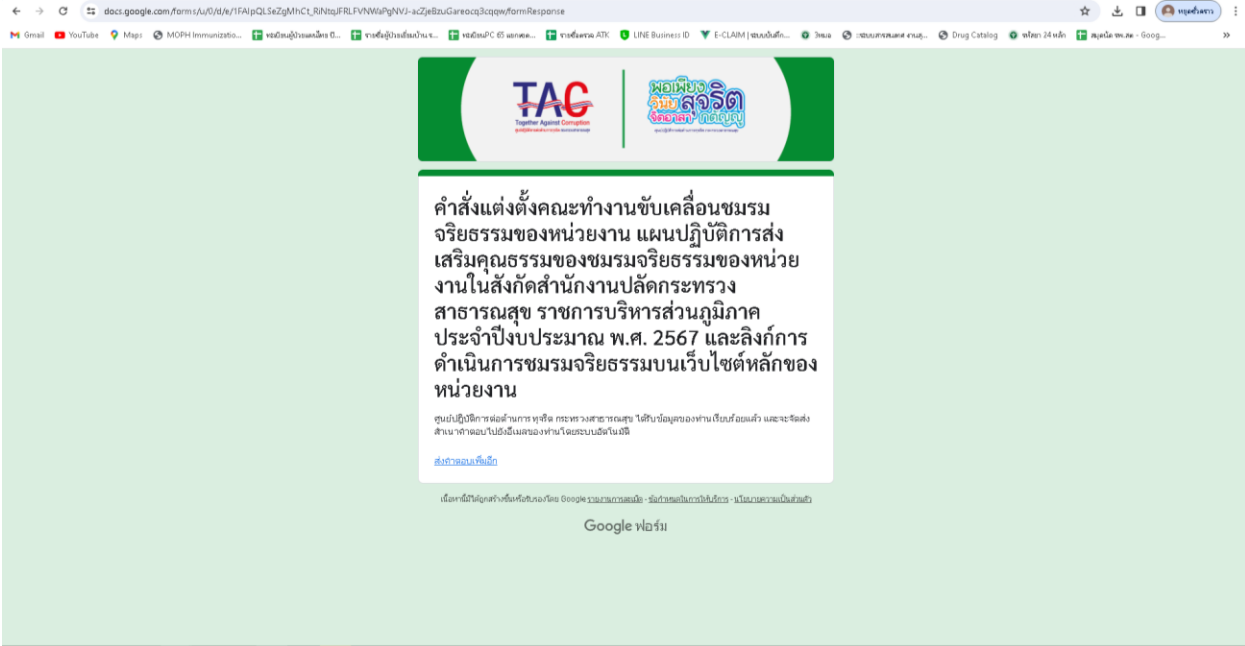 docs.google.com/forms/u/0/d/e/1FAIpQLSeZgMhCt_RiNtqJFRLFVNWaPgNVJ-acZjeBzuGareocq3cqqw/formResponse
หยุดชั่วคราว
Gmail YouTube Maps MOPH Immunizatio... LINE Business ID E-CLAIM | ระบบบันทึก... Drug Catalog
TAC
Together Against Corruption
พอเพียง
วินัย สุจริต
จิตอาสา กตัญญู
คำสั่งแต่งตั้งคณะทำงานขับเคลื่อนชมรม
จริยธรรมของหน่วยงาน แผนปฏิบัติการส่ง
เสริมคุณธรรมของชมรมจริยธรรมของหน่วย
งานในสังกัดสำนักงานปลัดกระทรวง
สาธารณสุข ราชการบริหารส่วนภูมิภาค
ประจำปีงบประมาณ พ.ศ. 2567 และลิงก์การ
ดำเนินการชมรมจริยธรรมบนเว็บไซต์หลักของ
หน่วยงาน
ศูนย์ปฏิบัติการต่อต้านการทุจริต กระทรวงสาธารณสุข ได้รับข้อมูลของท่านเรียบร้อยแล้ว และจะจัดส่ง
สำเนาคำตอบไปยังอีเมลของท่านโดยระบบอัตโนมัติ
ส่งคำตอบเพิ่มอีก
เนื้อหานี้มิได้ถูกสร้างขึ้นหรือรับรองโดย Google รายงานการละเมิด - ข้อกำหนดในการให้บริการ - นโยบายความเป็นส่วนตัว
Google ฟอร์ม